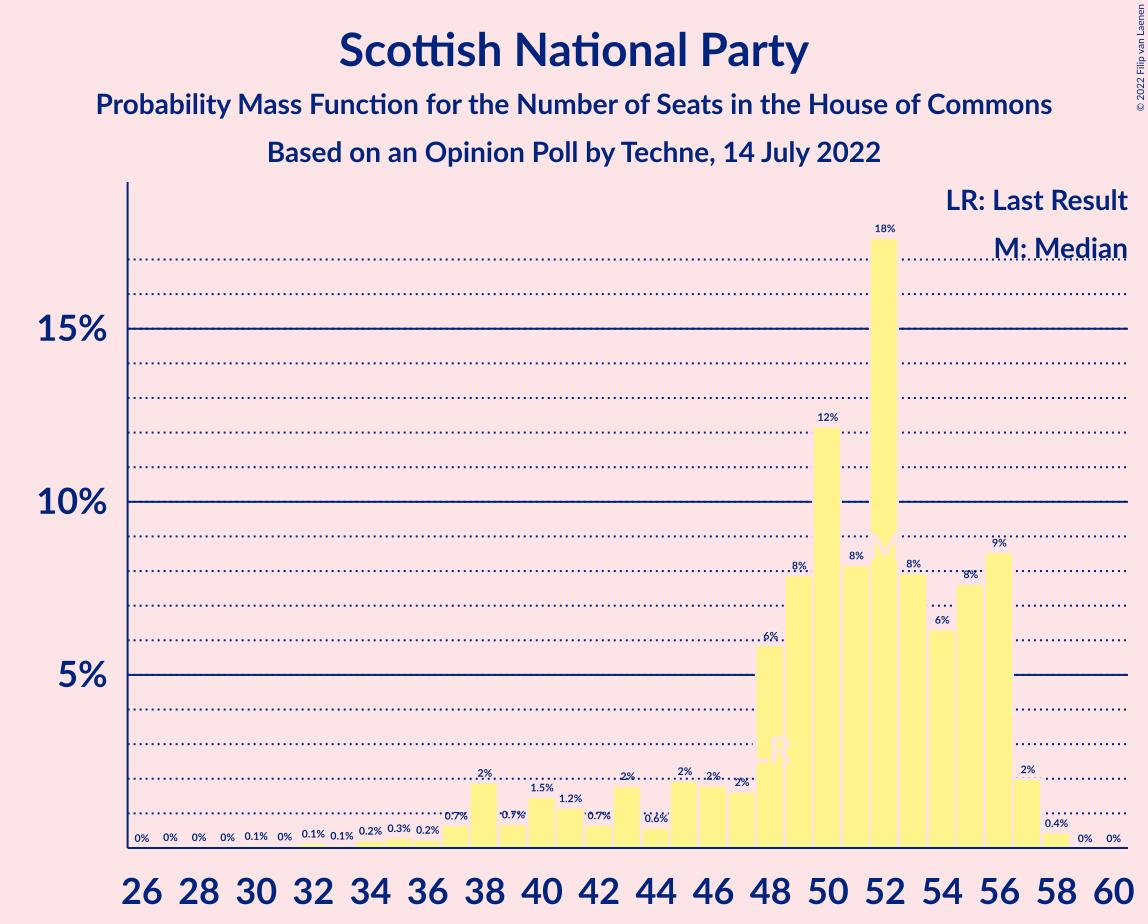 Scottish National Party
Probability Mass Function for the Number of Seats in the House of Commons
Based on an Opinion Poll by Techne, 14 July 2022
© 2022 Filip van Laenen
LR: Last Result
M: Median
15%
10%
5%
0% 0% 0% 0% 0.1% 0% 0.1% 0.1% 0.2% 0.3% 0.2% 0.7% 2% 0.7% 1.5% 1.2% 0.7% 2% 0.6% 2% 2% 2% 6% 8% 12% 8% 18% 8% 6% 8% 9% 2% 0.4% 0% 0%
LR
M
26 28 30 32 34 36 38 40 42 44 46 48 50 52 54 56 58 60